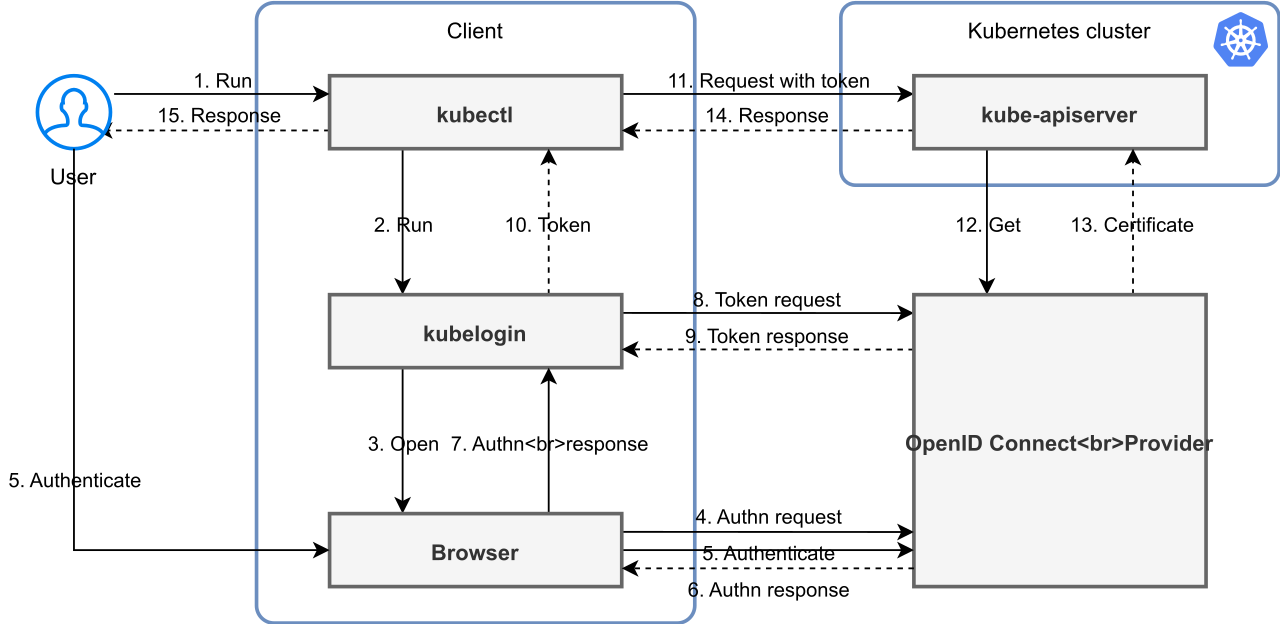 Client
Kubernetes cluster
1. Run
11. Request with token
kubectl
kube-apiserver
15. Response
14. Response
User
2. Run
10. Token
12. Get
13. Certificate
8. Token request
kubelogin
9. Token response
3. Open
7. Authn<br>response
OpenID Connect<br>Provider
5. Authenticate
4. Authn request
Browser
5. Authenticate
6. Authn response